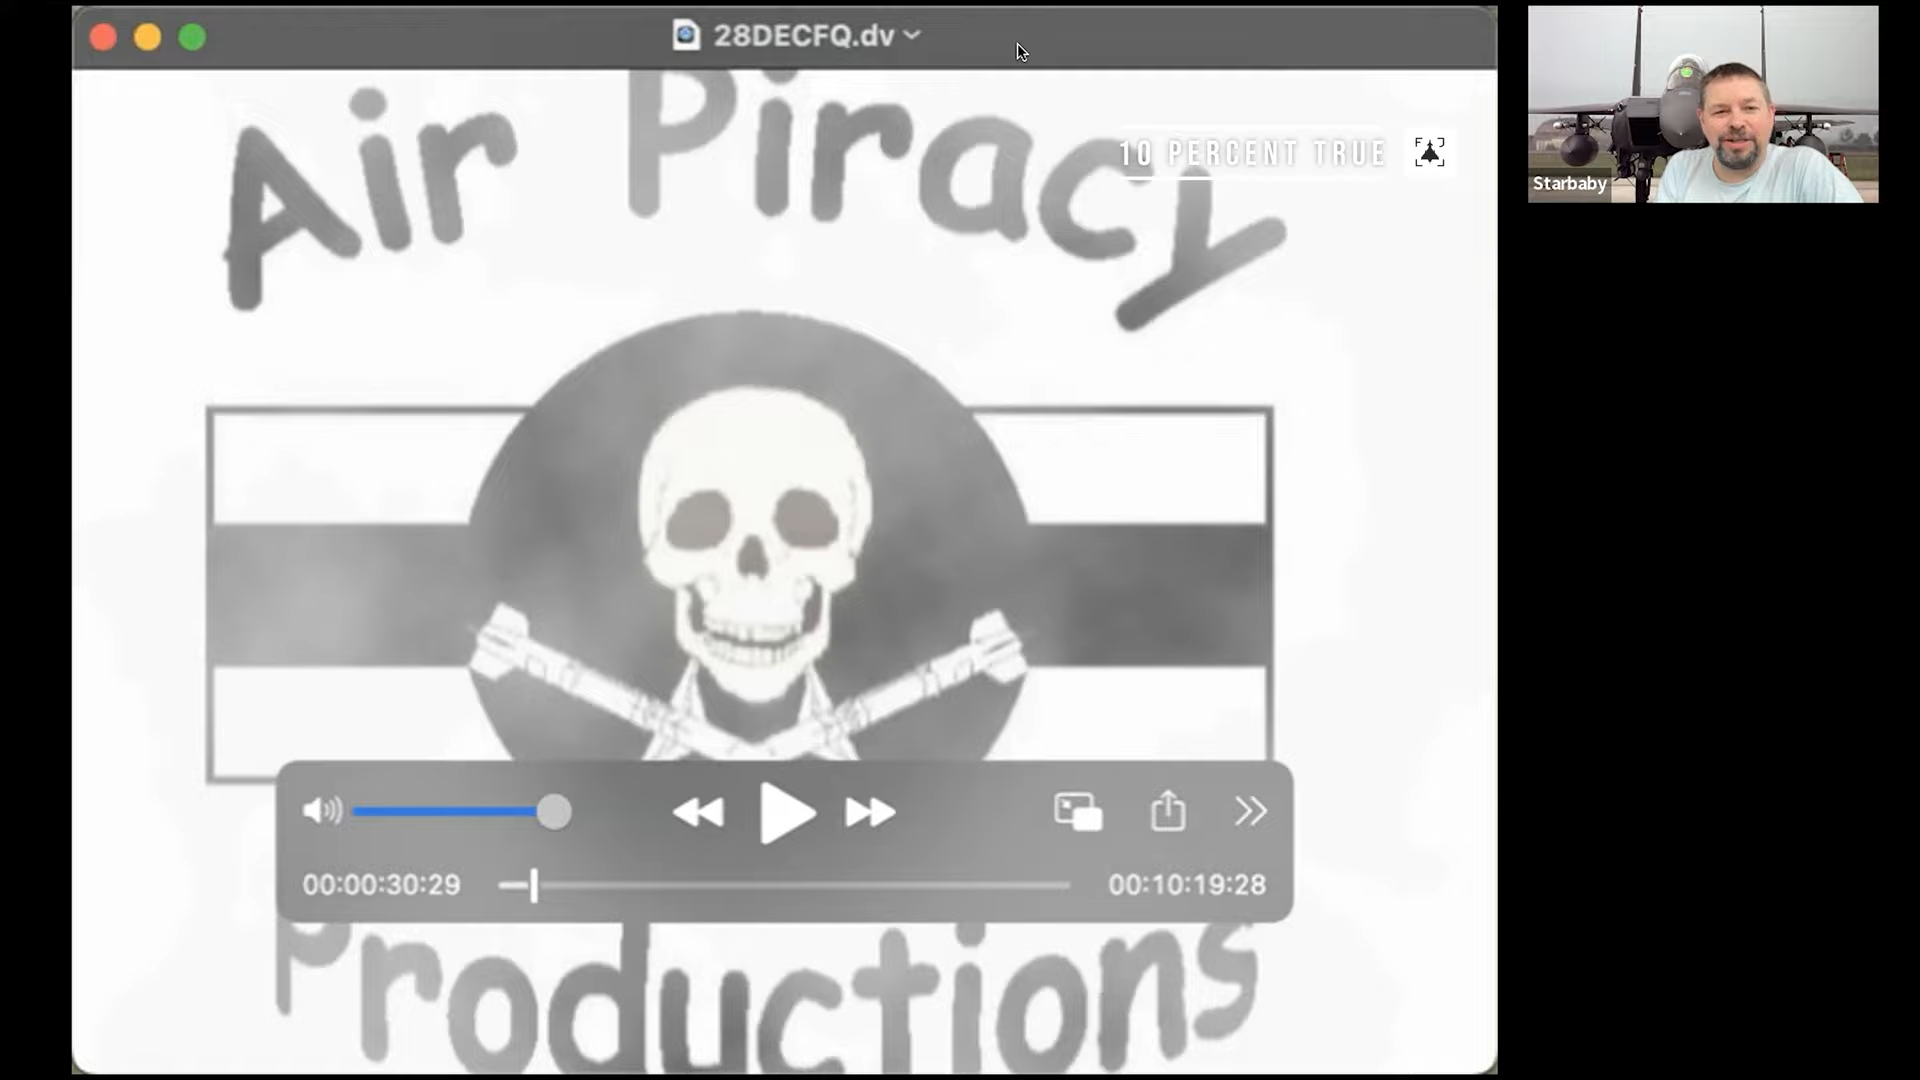 28DECFQ.dv
Air Piracy
10 PERCENT TRUE
Starbaby
00:00:30:29
00:10:19:28
Productions